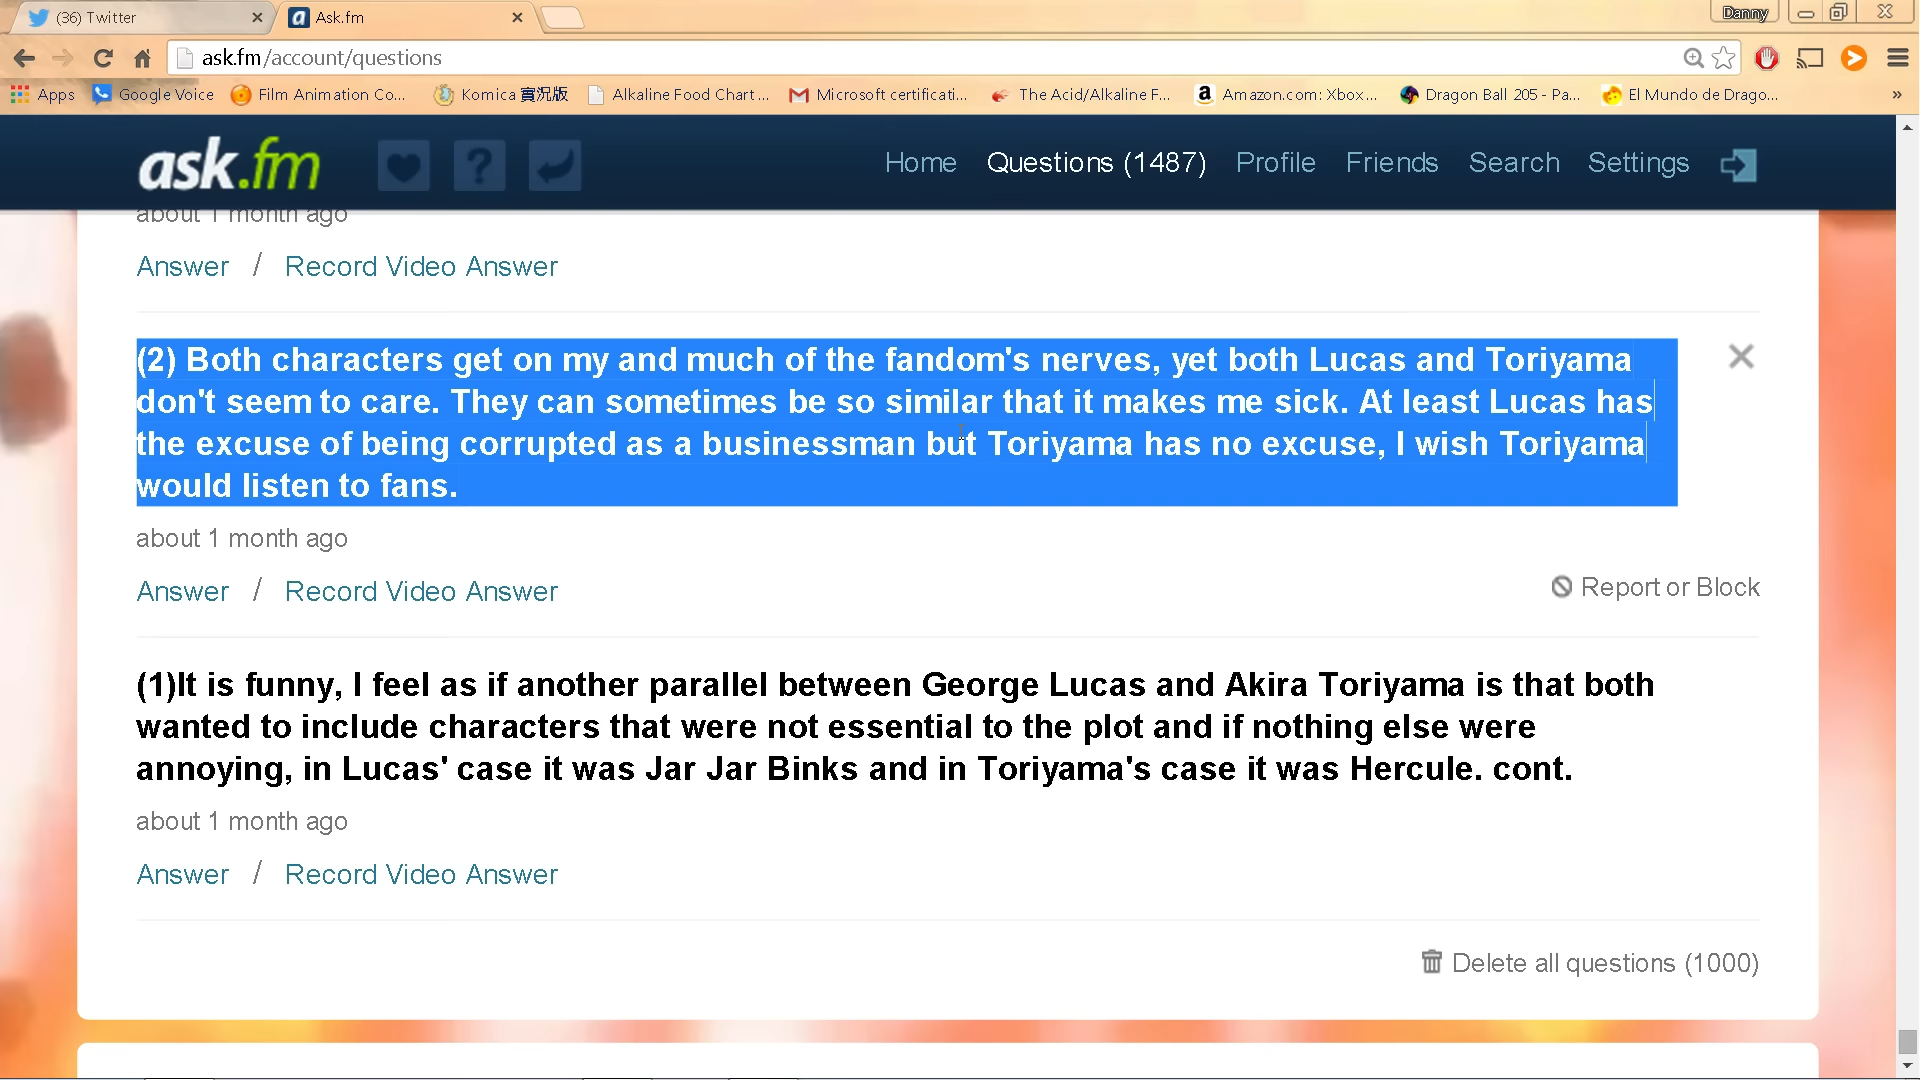 (36) Twitter
Ask.fm
Danny
ask.fm/account/questions
Apps
Google Voice
Film Animation Co...
Komica 實況版
Alkaline Food Chart ...
Microsoft certificati...
The Acid/Alkaline F...
Amazon.com: Xbox...
Dragon Ball 205 - Pa...
El Mundo de Drago...
»
ask.fm
Home
Questions (1487)
Profile
Friends
Search
Settings
about 1 month ago
Answer / Record Video Answer
(2) Both characters get on my and much of the fandom's nerves, yet both Lucas and Toriyama
don't seem to care. They can sometimes be so similar that it makes me sick. At least Lucas has
the excuse of being corrupted as a businessman but Toriyama has no excuse, I wish Toriyama
would listen to fans.
about 1 month ago
Answer / Record Video Answer
Report or Block
(1)It is funny, I feel as if another parallel between George Lucas and Akira Toriyama is that both
wanted to include characters that were not essential to the plot and if nothing else were
annoying, in Lucas' case it was Jar Jar Binks and in Toriyama's case it was Hercule. cont.
about 1 month ago
Answer / Record Video Answer
Delete all questions (1000)